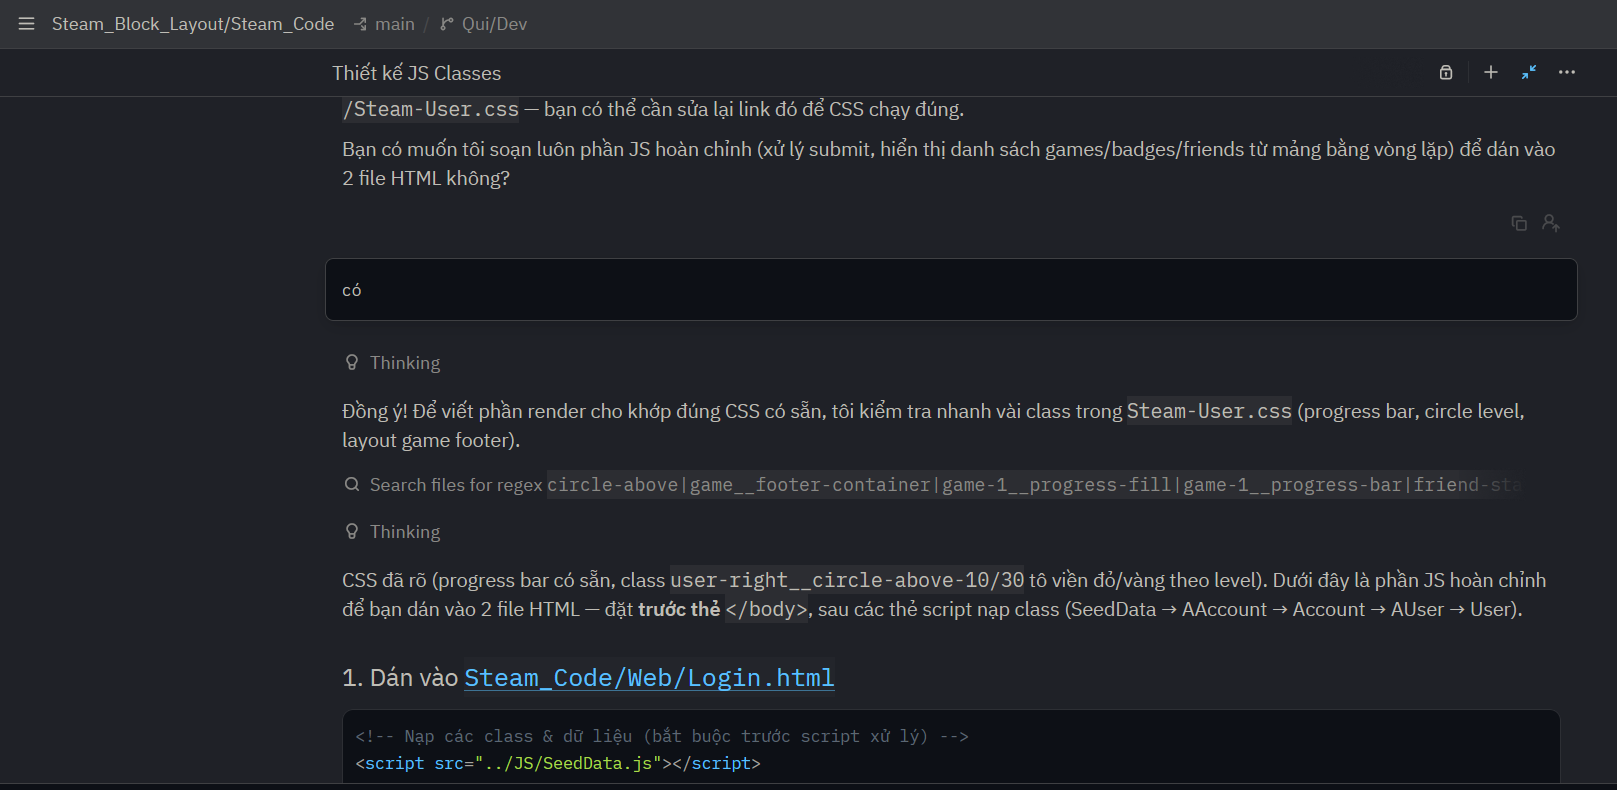 Steam_Block_Layout/Steam_Code main / Qui/Dev
Thiết kế JS Classes
/Steam-User.css — bạn có thể cần sửa lại link đó để CSS chạy đúng.
Bạn có muốn tôi soạn luôn phần JS hoàn chỉnh (xử lý submit, hiển thị danh sách games/badges/friends từ mảng bằng vòng lặp) để dán vào
2 file HTML không?
có
Thinking
Đồng ý! Để viết phần render cho khớp đúng CSS có sẵn, tôi kiểm tra nhanh vài class trong Steam-User.css (progress bar, circle level,
layout game footer).
Search files for regex circle-above|game__footer-container|game-1__progress-fill|game-1__progress-bar|friend-sta
Thinking
CSS đã rõ (progress bar có sẵn, class user-right__circle-above-10/30 tô viền đỏ/vàng theo level). Dưới đây là phần JS hoàn chỉnh
để bạn dán vào 2 file HTML — đặt trước thẻ </body>, sau các thẻ script nạp class (SeedData → AAccount → Account → AUser → User).
1. Dán vào Steam_Code/Web/Login.html
<!-- Nạp các class & dữ liệu (bắt buộc trước script xử lý) -->
<script src="../JS/SeedData.js"></script>